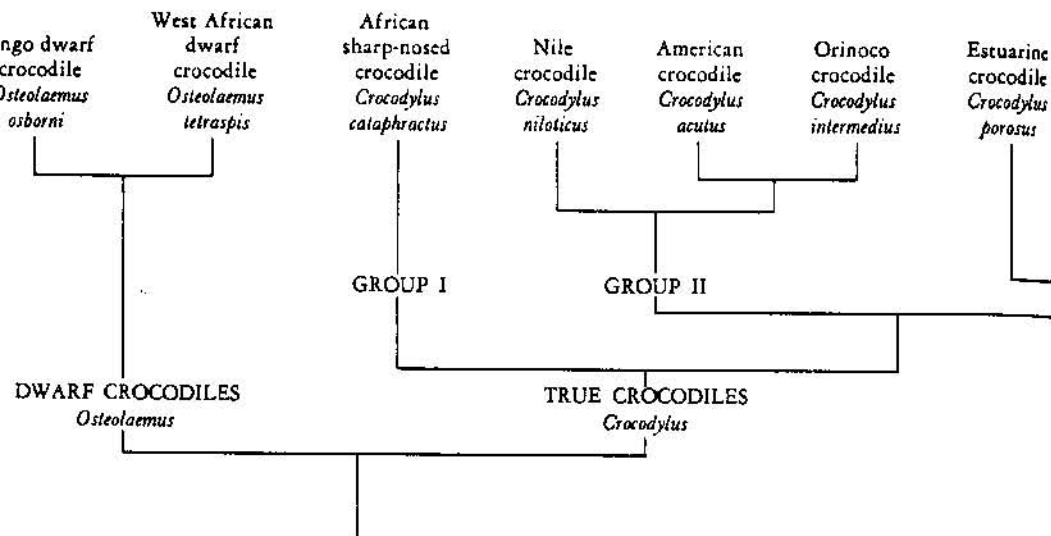 ngo dwarf
crocodile
Osteolaemus
osborni
West African
dwarf
crocodile
Osteolaemus
tetraspis
African
sharp-nosed
crocodile
Crocodylus
cataphractus
Nile
crocodile
Crocodylus
niloticus
American
crocodile
Crocodylus
acutus
Orinoco
crocodile
Crocodylus
intermedius
Estuarine
crocodile
Crocodylus
porosus
GROUP I
GROUP II
DWARF CROCODILES
Osteolaemus
TRUE CROCODILES
Crocodylus